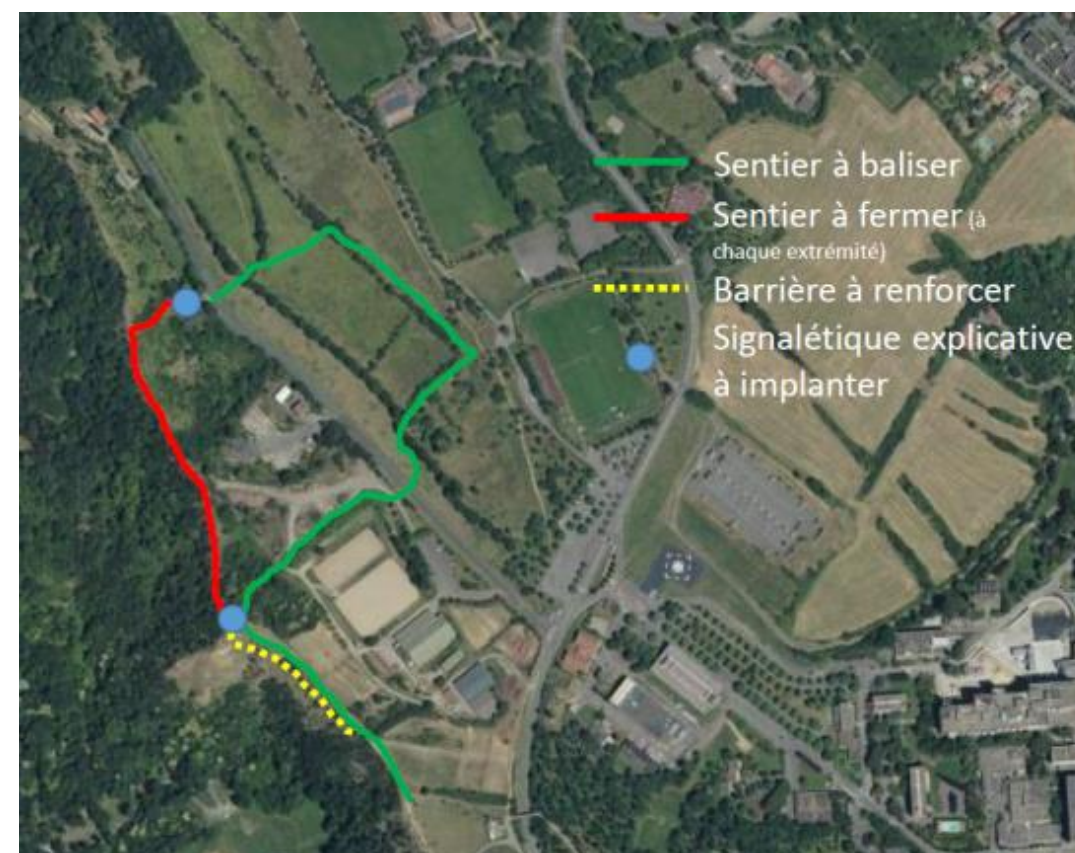 Sentier à baliser
Sentier à fermer (à
chaque extrémité)
Barrière à renforcer
Signalétique explicative
à implanter